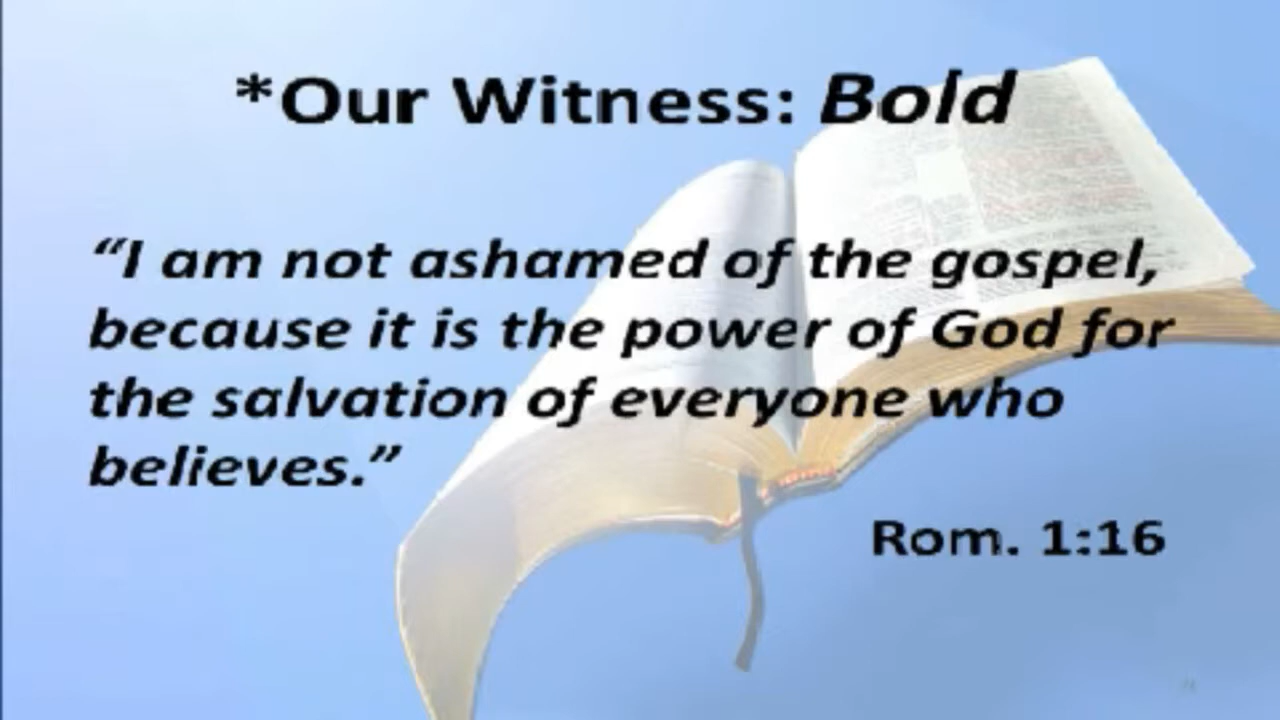 *Our Witness: Bold
“I am not ashamed of the gospel,
because it is the power of God for
the salvation of everyone who
believes.”
Rom. 1:16